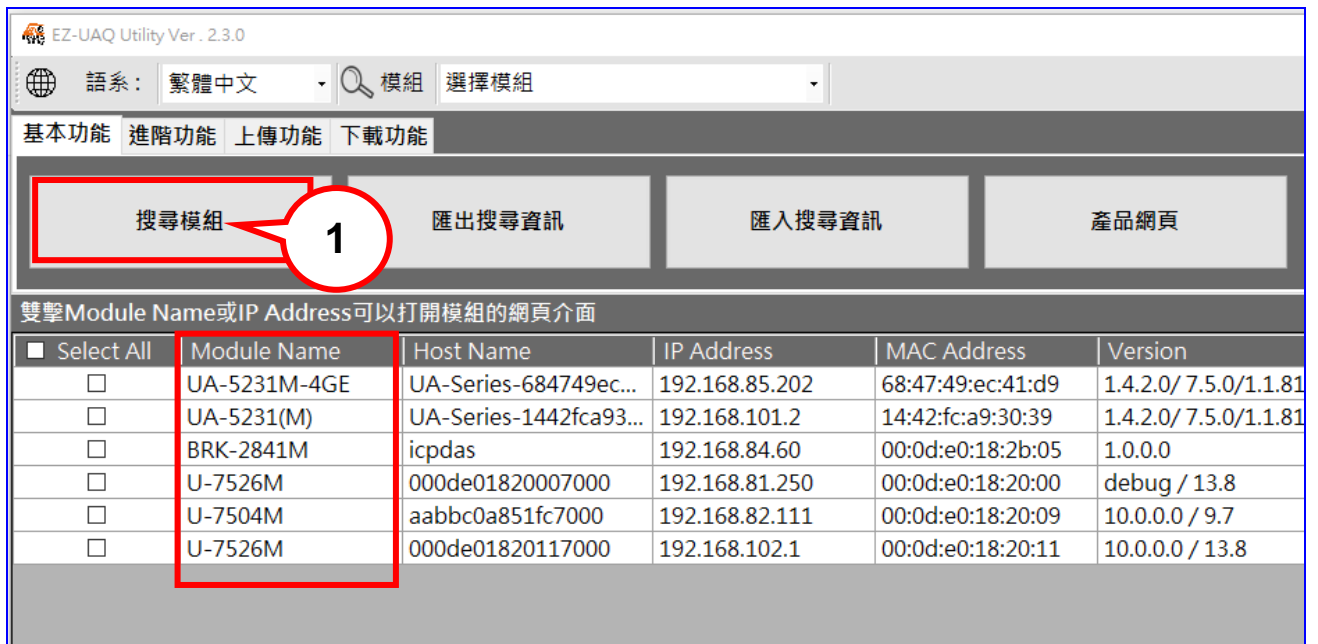 EZ-UAQ Utility Ver . 2.3.0
語系： 繁體中文 模組 選擇模組
基本功能 進階功能 上傳功能 下載功能
搜尋模組 1 匯出搜尋資訊 匯入搜尋資訊 產品網頁
雙擊Module Name或IP Address可以打開模組的網頁介面
Select All Module Name Host Name IP Address MAC Address Version
UA-5231M-4GE UA-Series-684749ec... 192.168.85.202 68:47:49:ec:41:d9 1.4.2.0/ 7.5.0/1.1.81
UA-5231(M) UA-Series-1442fca93... 192.168.101.2 14:42:fc:a9:30:39 1.4.2.0/ 7.5.0/1.1.81
BRK-2841M icpdas 192.168.84.60 00:0d:e0:18:2b:05 1.0.0.0
U-7526M 000de01820007000 192.168.81.250 00:0d:e0:18:20:00 debug / 13.8
U-7504M aabbc0a851fc7000 192.168.82.111 00:0d:e0:18:20:09 10.0.0.0 / 9.7
U-7526M 000de01820117000 192.168.102.1 00:0d:e0:18:20:11 10.0.0.0 / 13.8